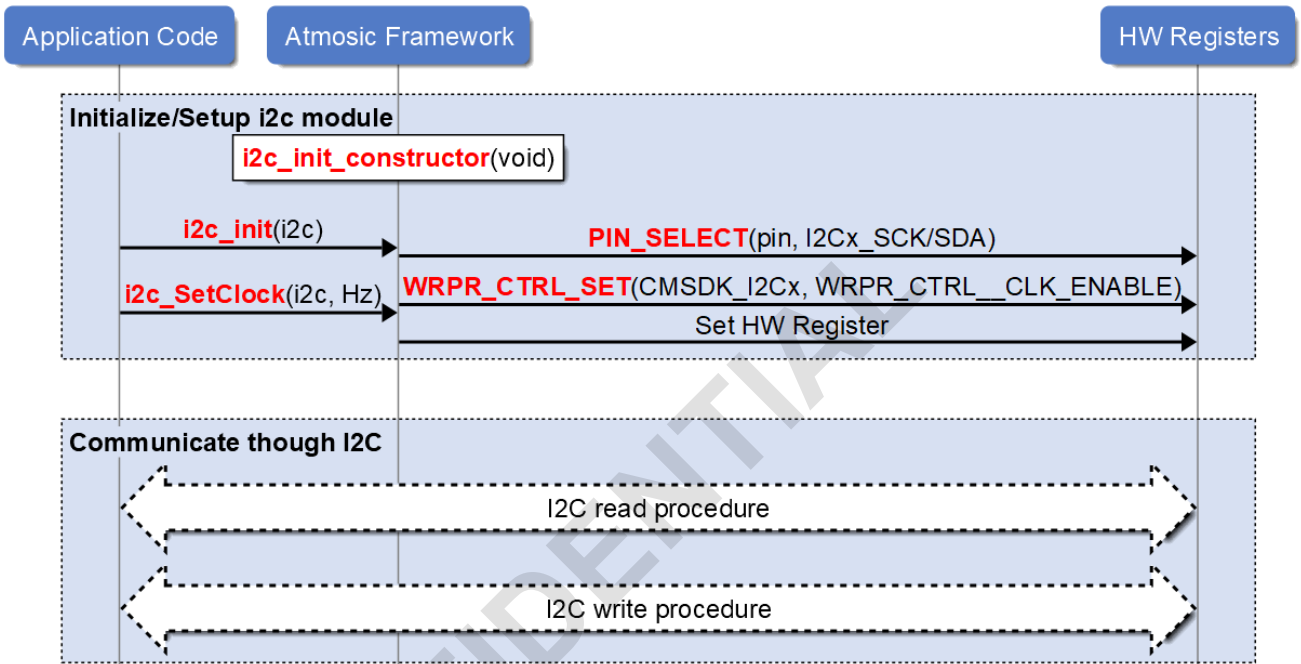 Application Code
Atmosic Framework
HW Registers
Initialize/Setup i2c module
i2c_init_constructor(void)
i2c_init(i2c)
PIN_SELECT(pin, I2Cx_SCK/SDA)
i2c_SetClock(i2c, Hz)
WRPR_CTRL_SET(CMSDK_I2Cx, WRPR_CTRL__CLK_ENABLE)
Set HW Register
Communicate though I2C
I2C read procedure
I2C write procedure